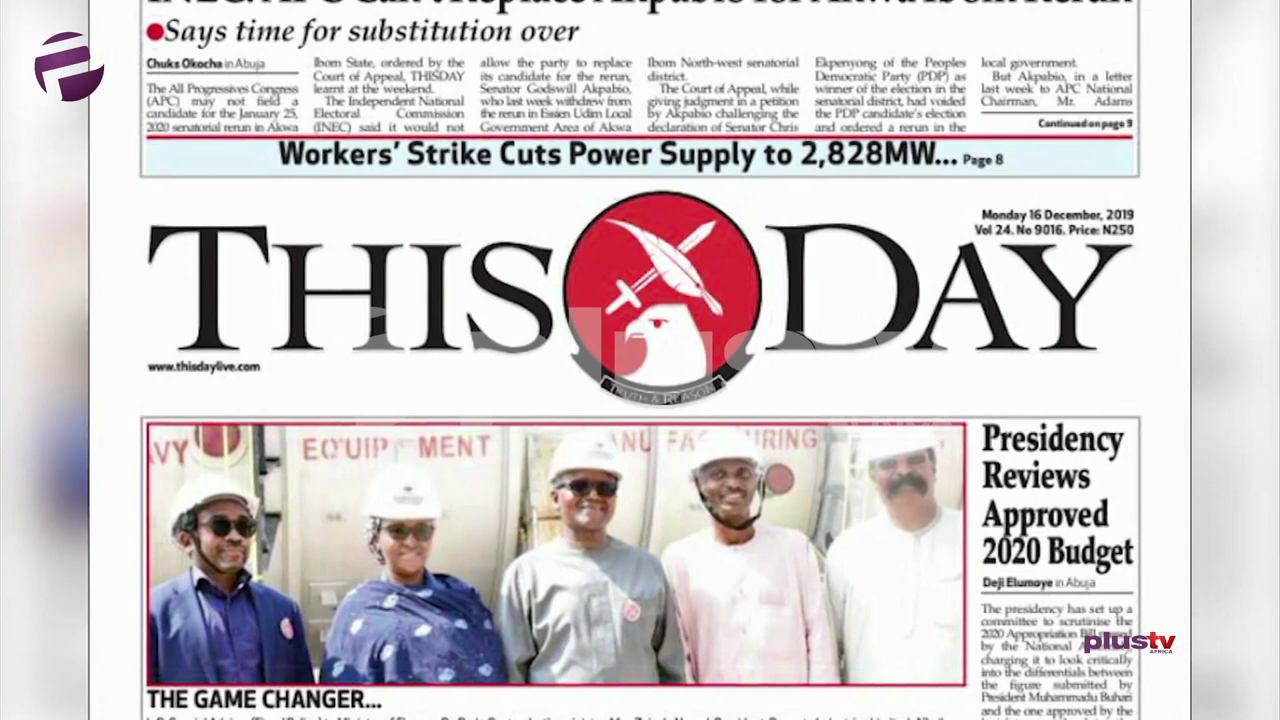 Says time for substitution over
Chuks Okocha in Abuja
The All Progressives Congress
(APC) may not field a
candidate for the January 25,
2020 senatorial rerun in Akwa
Ibom State, ordered by the
Court of Appeal, THISDAY
learnt at the weekend.
The Independent National
Electoral Commission
(INEC) said it would not
allow the party to replace
its candidate for the rerun,
Senator Godswill Akpabio,
who last week withdrew from
the rerun in Essien Udim Local
Government Area of Akwa
Ibom North-west senatorial
district.
The Court of Appeal, while
giving judgment in a petition
by Akpabio challenging the
declaration of Senator Chris
Ekpenyong of the Peoples
Democratic Party (PDP) as
winner of the election in the
senatorial district, had voided
the PDP candidate's election
and ordered a rerun in the
local government.
But Akpabio, in a letter
last week to APC National
Chairman, Mr. Adams
Continued on page 9
Workers' Strike Cuts Power Supply to 2,828MW... Page 8
Monday 16 December, 2019
Vol 24. No 9016. Price: N250
THISDAY
TRUTH & REASON
www.thisdaylive.com
AVY EQUIPMENT MANUFACTURING
Presidency
Reviews
Approved
2020 Budget
Deji Elumoye in Abuja
The presidency has set up a
committee to scrutinise the
2020 Appropriation Bill
by the National
charging it to look critically
into the differentials between
the figure submitted by
President Muhammadu Buhari
and the one approved by the
THE GAME CHANGER...
plustv
AFRICA